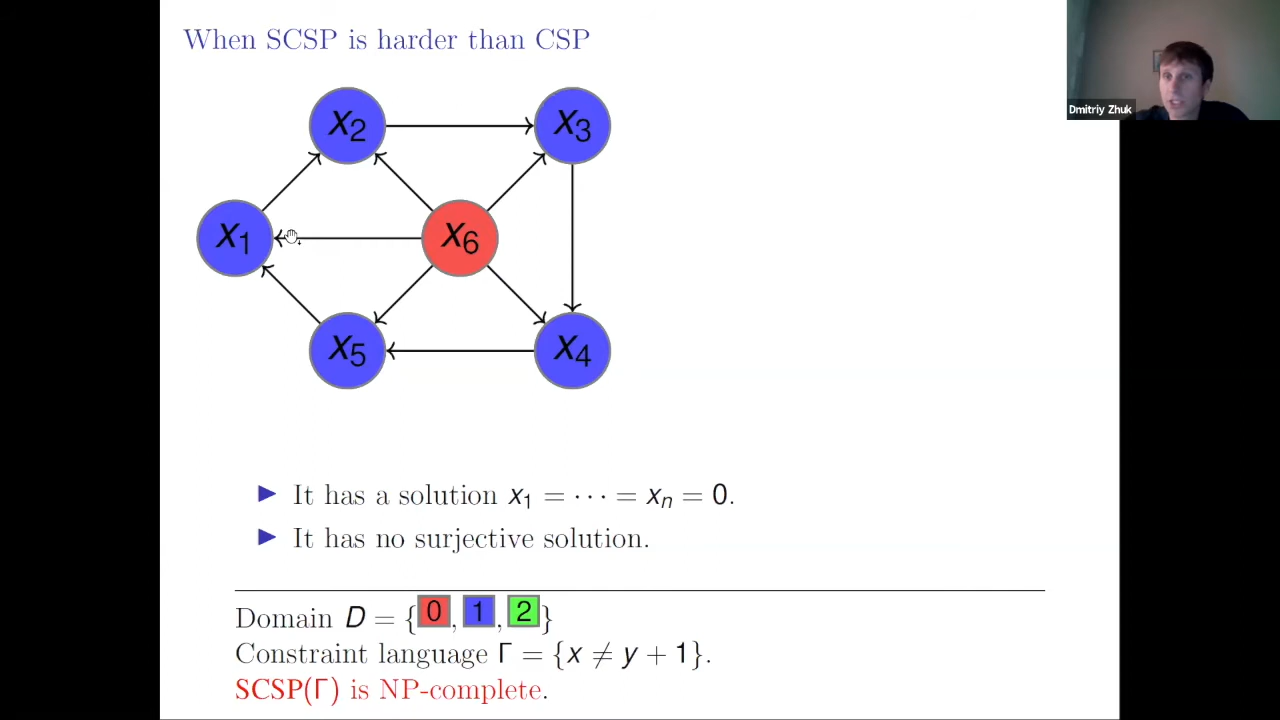 When SCSP is harder than CSP
Dmitriy Zhuk
x₂
x₃
x₁
x₆
x₅
x₄
▶ It has a solution x₁ = ··· = xₙ = 0.
▶ It has no surjective solution.
Domain D = {0, 1, 2}
Constraint language Γ = {x ≠ y + 1}.
SCSP(Γ) is NP-complete.